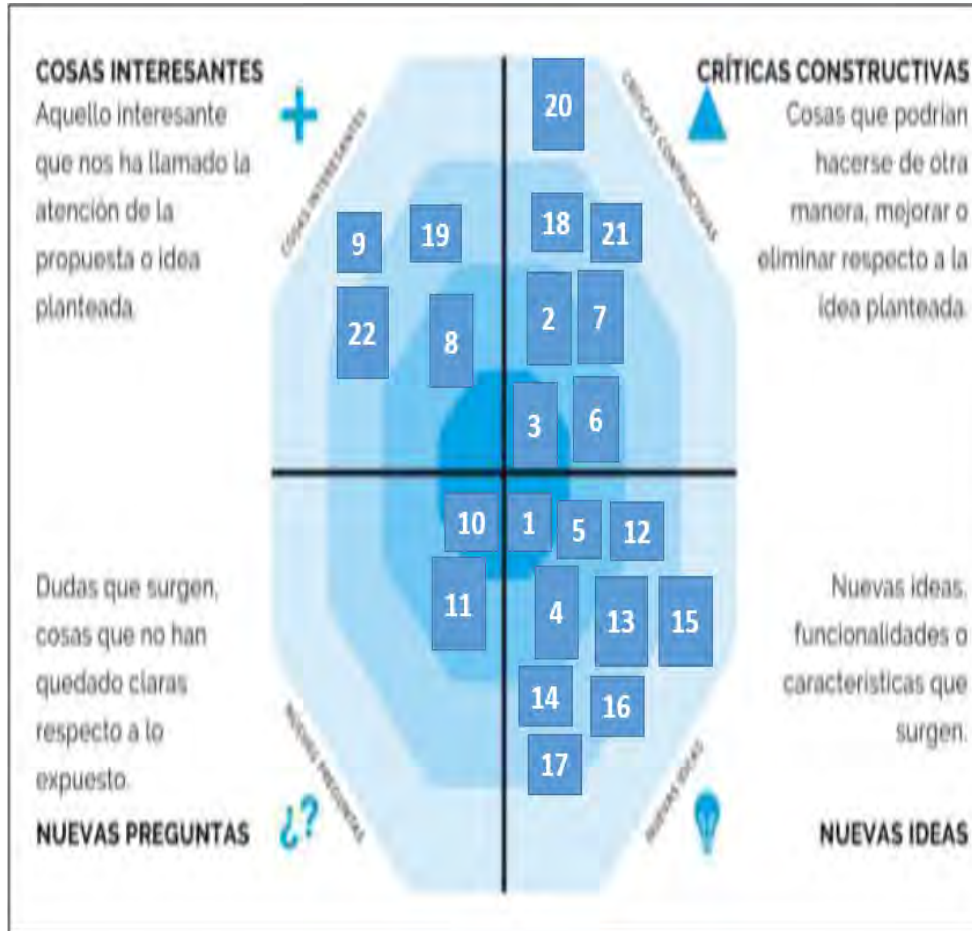 COSAS INTERESANTES
Aquello interesante
que nos ha llamado la
atención de la
propuesta o idea
planteada.
COSAS INTERESANTES
CRÍTICAS CONSTRUCTIVAS
Cosas que podrían
hacerse de otra
manera, mejorar o
eliminar respecto a la
idea planteada.
CRÍTICAS CONSTRUCTIVAS
20
9
19
18
21
22
8
2
7
3
6
10
1
5
12
11
4
13
15
14
16
17
Dudas que surgen,
cosas que no han
quedado claras
respecto a lo
expuesto.
NUEVAS PREGUNTAS
¿?
NUEVAS PREGUNTAS
Nuevas ideas,
funcionalidades o
características que
surgen.
NUEVAS IDEAS
NUEVAS IDEAS